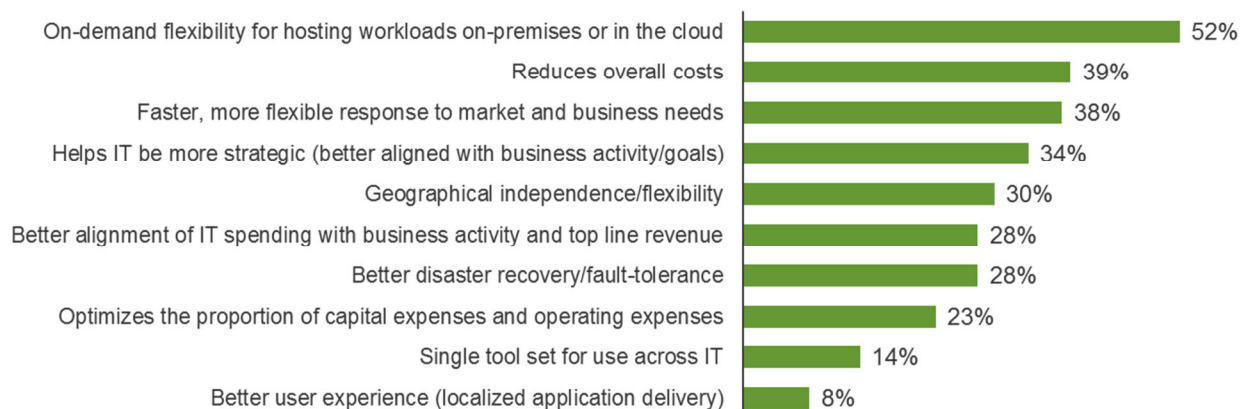 On-demand flexibility for hosting workloads on-premises or in the cloud 52%
Reduces overall costs 39%
Faster, more flexible response to market and business needs 38%
Helps IT be more strategic (better aligned with business activity/goals) 34%
Geographical independence/flexibility 30%
Better alignment of IT spending with business activity and top line revenue 28%
Better disaster recovery/fault-tolerance 28%
Optimizes the proportion of capital expenses and operating expenses 23%
Single tool set for use across IT 14%
Better user experience (localized application delivery) 8%